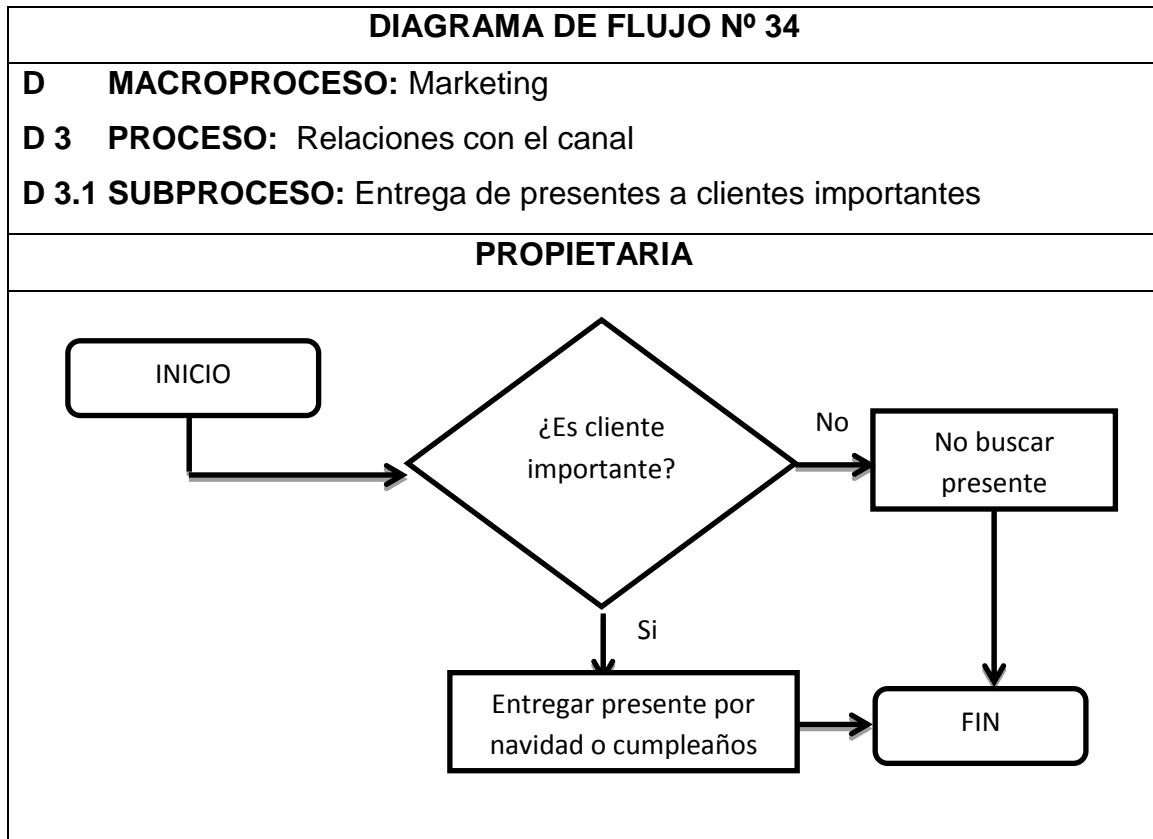 DIAGRAMA DE FLUJO Nº 34
D MACROPROCESO: Marketing
D 3 PROCESO: Relaciones con el canal
D 3.1 SUBPROCESO: Entrega de presentes a clientes importantes
PROPIETARIA
INICIO
¿Es cliente
importante?
No
No buscar
presente
Si
Entregar presente por
navidad o cumpleaños
FIN